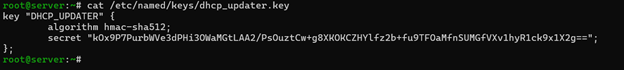 root@server:~# cat /etc/named/keys/dhcp_updater.key
key "DHCP_UPDATER" {
        algorithm hmac-sha512;
        secret "kOx9P7PurbWVe3dPHi3OWaMGtLAA2/PsOuztCw+g8XKOKCZHYlfz2b+fu9TFOaMfnSUMGfVXv1hyR1ck9x1X2g==";
};
root@server:~#